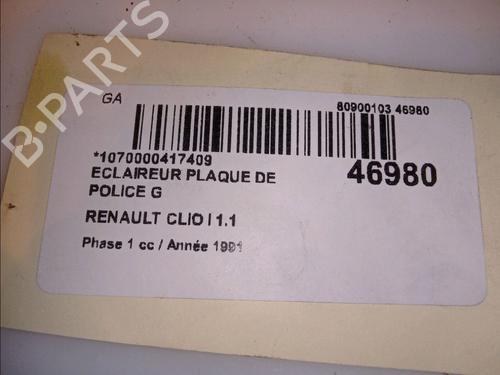 GA
80900103 46980
*1070000417409
46980
ECLAIREUR PLAQUE DE
POLICE G
RENAULT CLIO I 1.1
Phase 1 cc / Année 1991
B-PARTS